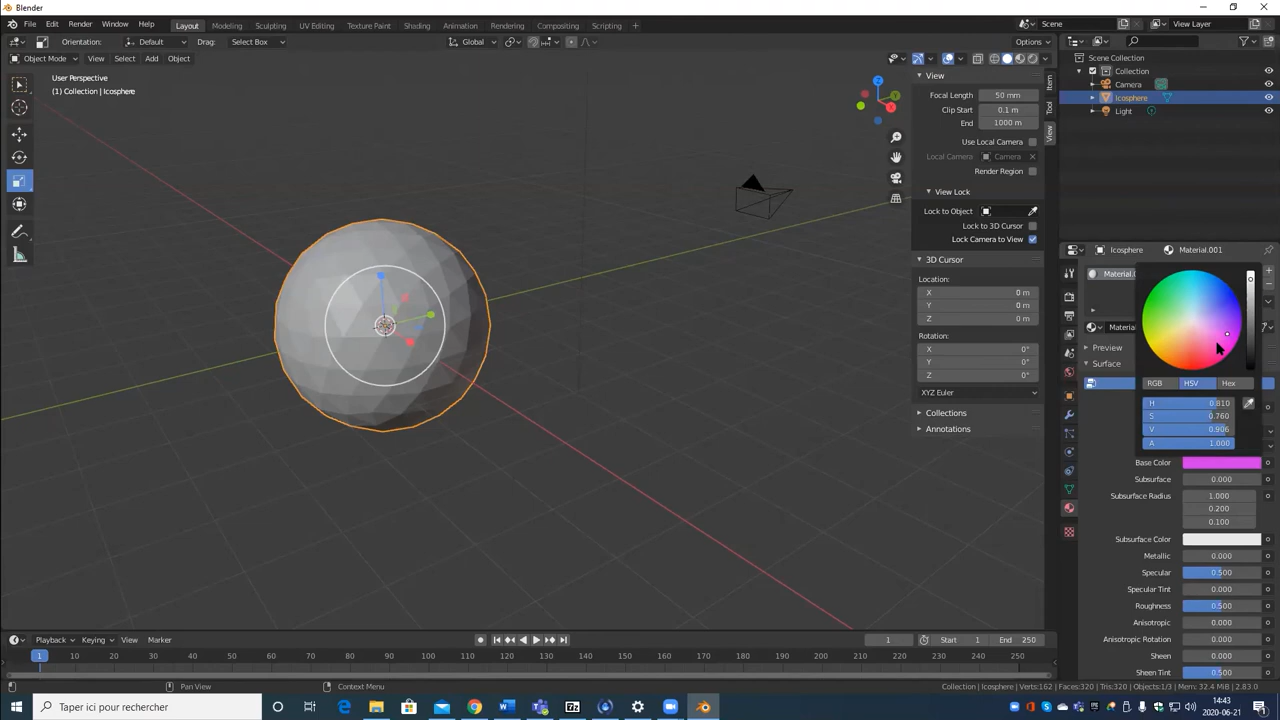 Blender
File Edit Render Window Help Layout Modeling Sculpting UV Editing Texture Paint Shading Animation Rendering Compositing Scripting + Scene View Layer
Orientation: Default Drag: Select Box Global Options
Object Mode View Select Add Object
User Perspective
(1) Collection | Icosphere
View
Focal Length 50 mm
Clip Start 0.1 m
End 1000 m
Use Local Camera
Local Camera Camera
Render Region
View Lock
Lock to Object
Lock to 3D Cursor
Lock Camera to View
3D Cursor
Location:
X 0 m
Y 0 m
Z 0 m
Rotation:
X 0°
Y 0°
Z 0°
XYZ Euler
Collections
Annotations
Item
Tool
View
Scene Collection
Collection
Camera
Icosphere
Light
Icosphere Material.001
Material.0
Material
Preview
Surface
RGB HSV Hex
H 0.810
S 0.760
V 0.906
A 1.000
Base Color
Subsurface 0.000
Subsurface Radius 1.000
0.200
0.100
Subsurface Color
Metallic 0.000
Specular 0.500
Specular Tint 0.000
Roughness 0.500
Anisotropic 0.000
Anisotropic Rotation 0.000
Sheen 0.000
Sheen Tint 0.500
Playback Keying View Marker 1 Start 1 End 250
1 10 20 30 40 50 60 70 80 90 100 110 120 130 140 150 160 170 180 190 200 210 220 230 240 250
Pan View Context Menu Collection | Icosphere | Verts:162 | Faces:320 | Tris:320 | Objects:1/3 | Mem: 32.4 MiB | 2.83.0
Taper ici pour rechercher
14:43
2020-06-21